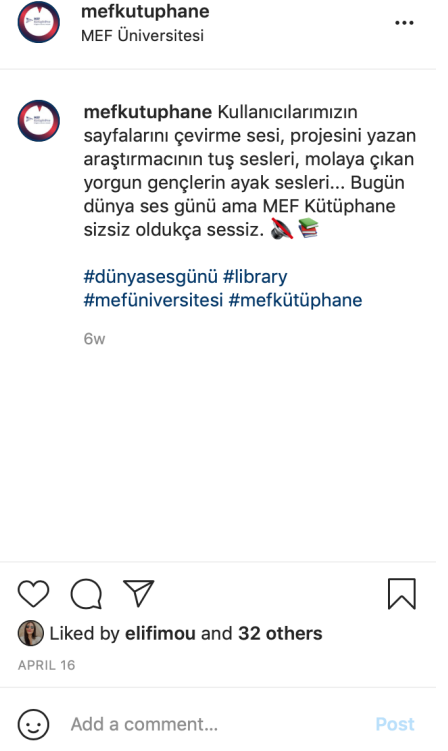 mefkutuphane
MEF Üniversitesi
mefkutuphane Kullanıcılarımızın
sayfalarını çevirme sesi, projesini yazan
araştırmacının tuş sesleri, molaya çıkan
yorgun gençlerin ayak sesleri... Bugün
dünya ses günü ama MEF Kütüphane
sizsiz oldukça sessiz.
#dünyasesgünü #library
#mefüniversitesi #mefkütüphane
6w
Liked by elifimou and 32 others
APRIL 16
Add a comment...
Post